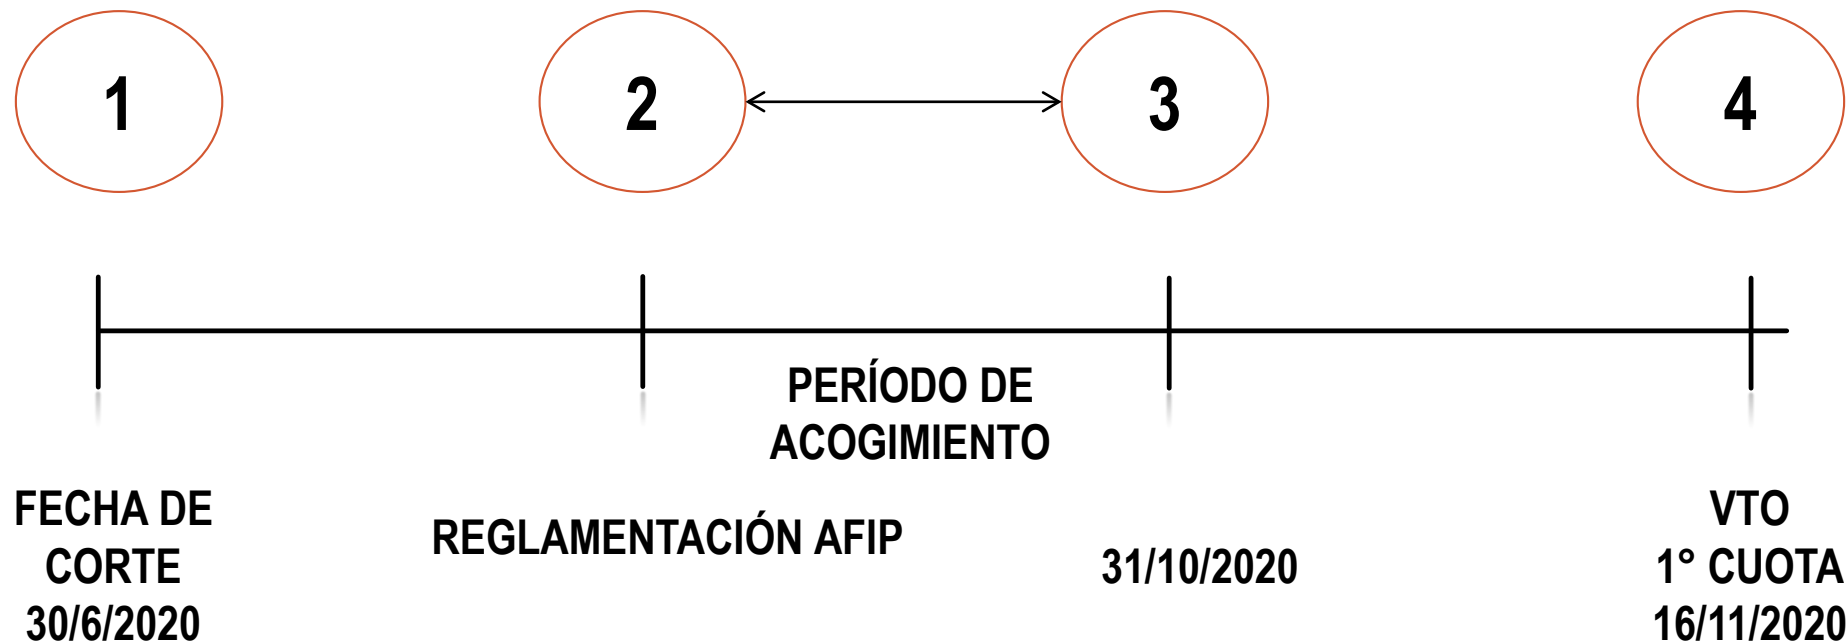 1
2
3
4
PERÍODO DE
ACOGIMIENTO
FECHA DE
CORTE
30/6/2020
REGLAMENTACIÓN AFIP
31/10/2020
VTO
1° CUOTA
16/11/2020